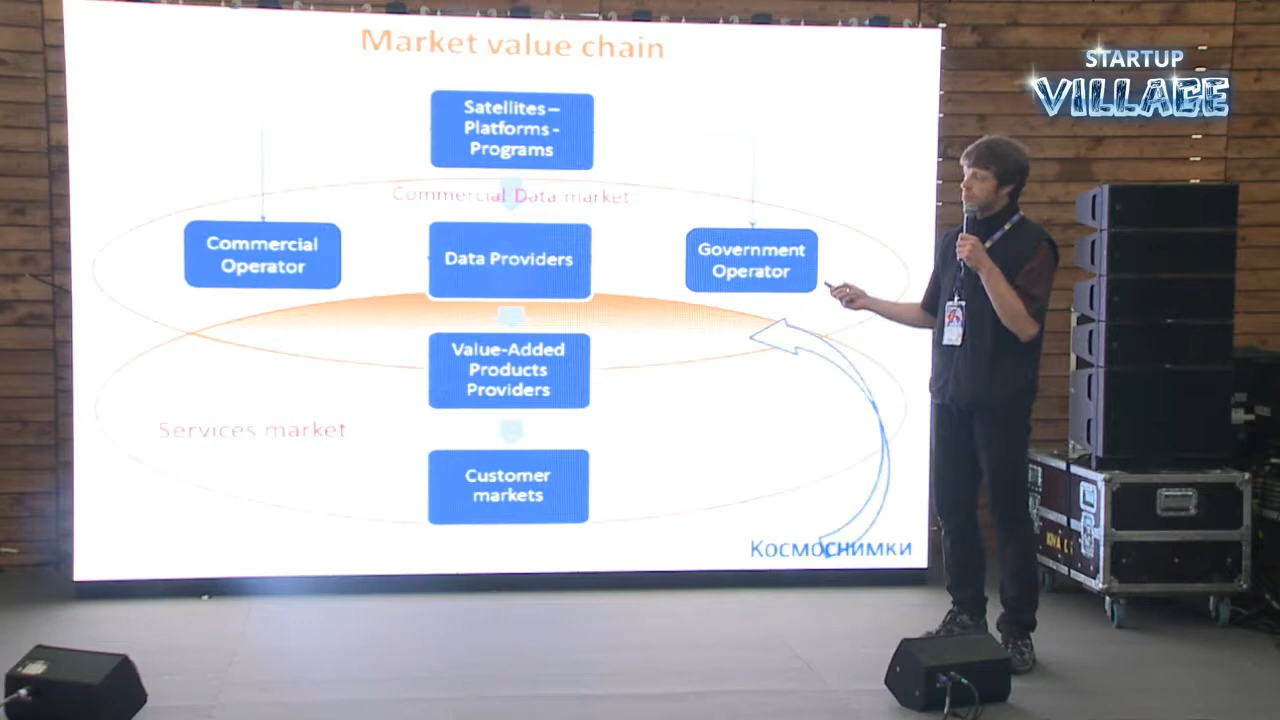 Market value chain
STARTUP
VILLAGE
Satellites –
Platforms -
Programs
Commercial Data market
Commercial
Operator
Data Providers
Government
Operator
Value-Added
Products
Providers
Services market
Customer
markets
Космоснимки